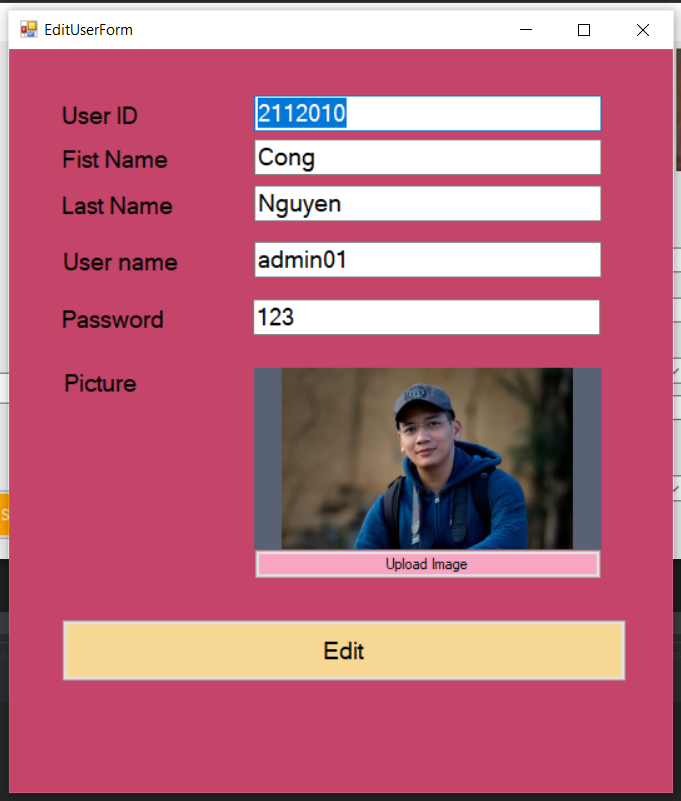 EditUserForm
User ID 2112010
Fist Name Cong
Last Name Nguyen
User name admin01
Password 123
Picture
Upload Image
S
Edit